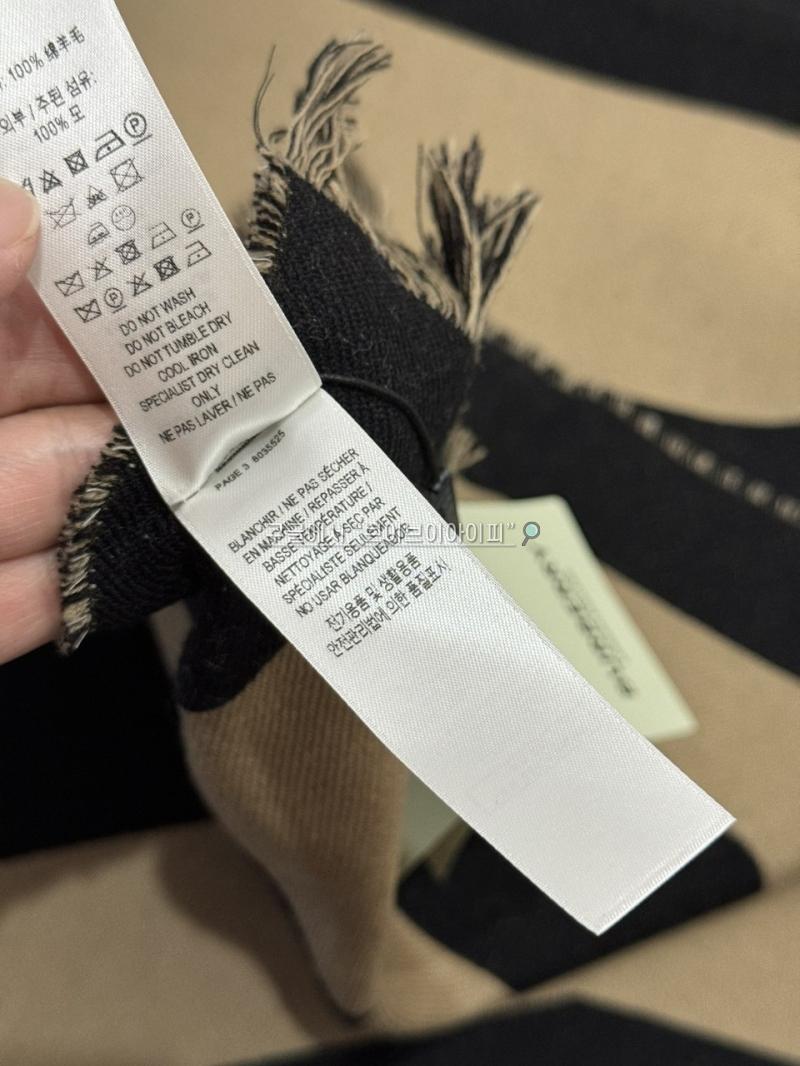 100% 绵羊毛
외부 / 주된 섬유:
100% 모
DO NOT WASH
DO NOT BLEACH
DO NOT TUMBLE DRY
COOL IRON
SPECIALIST DRY CLEAN
ONLY
NE PAS LAVER / NE PAS
PAGE 3 8035525
BLANCHIR / NE PAS SÉCHER
EN MACHINE / REPASSER À
BASSE TEMPÉRATURE /
NETTOYAGE À SEC PAR
SPÉCIALISTE SEULEMENT
NO USAR BLANQUEADOR
전기용품 및 생활용품
안전관리법에 의한 품질표시
BURBERRY